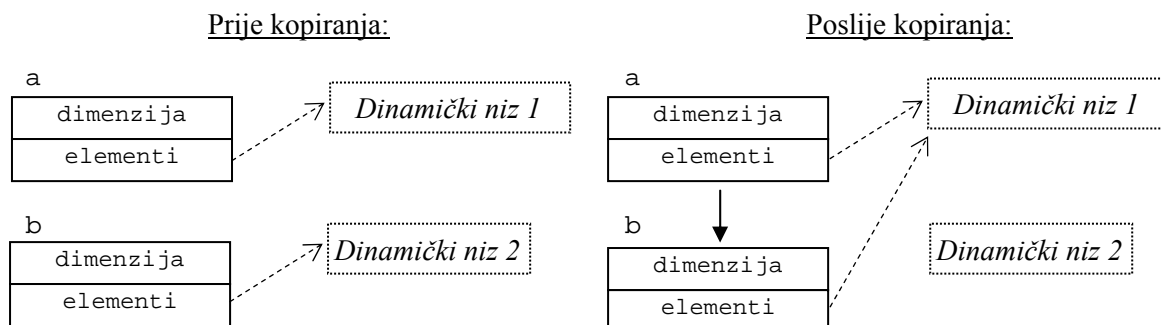 Prije kopiranja:
a
dimenzija
elementi
Dinamički niz 1
b
dimenzija
elementi
Dinamički niz 2
Poslije kopiranja:
a
dimenzija
elementi
Dinamički niz 1
b
dimenzija
elementi
Dinamički niz 2